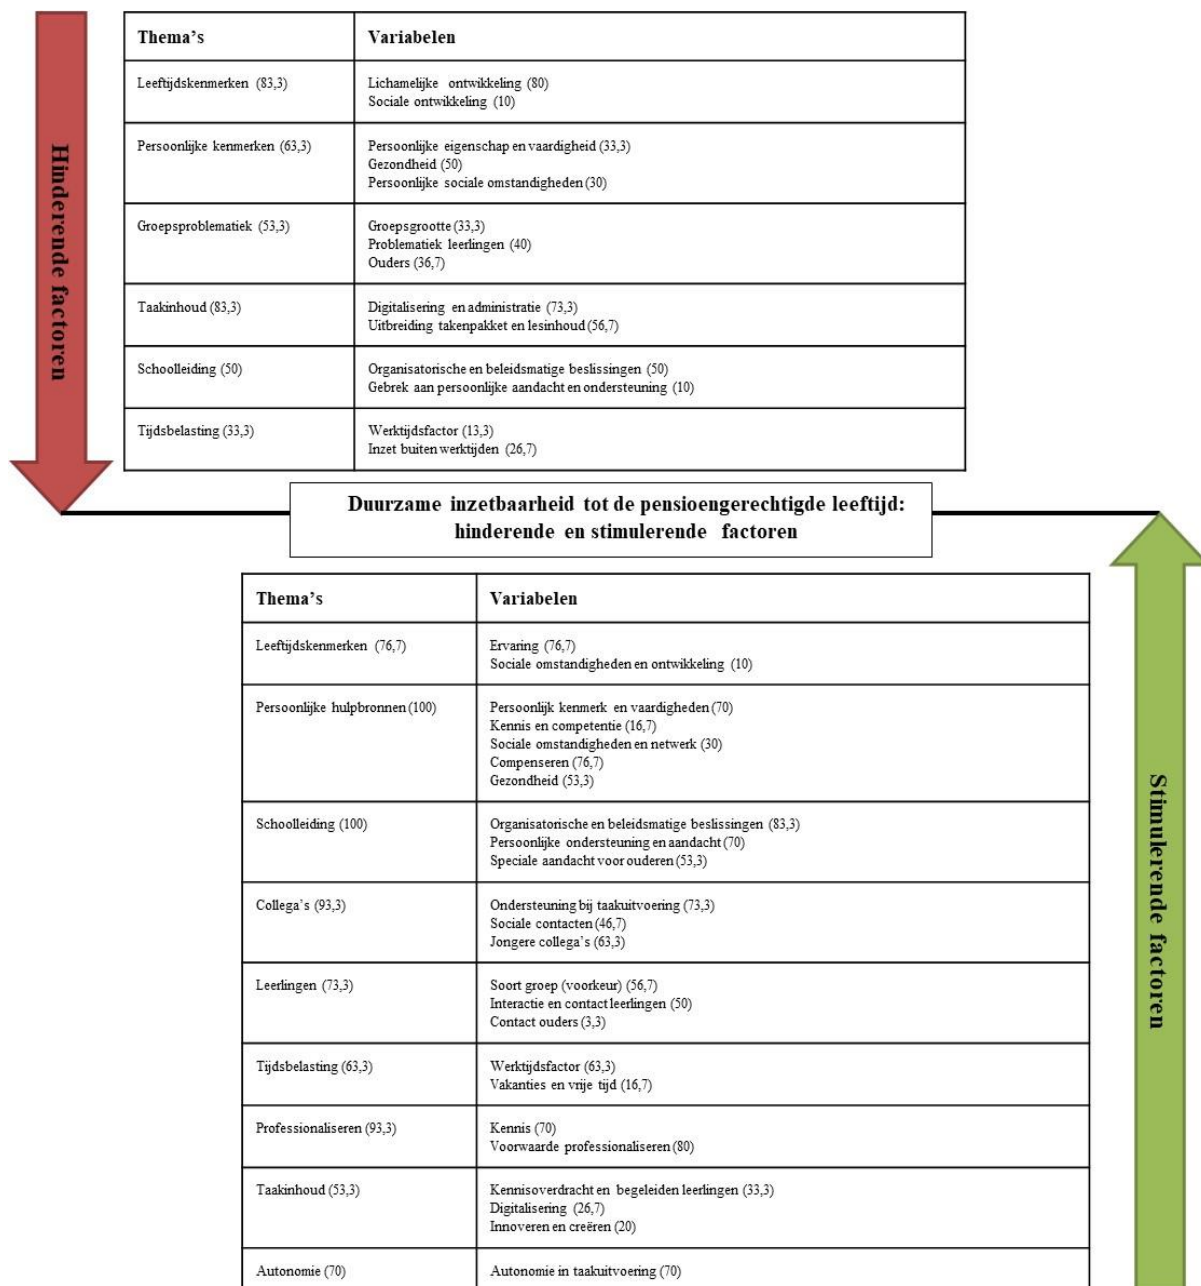 Hinderende factoren
Thema's Variabelen
Leeftijdskenmerken (83,3) Lichamelijke ontwikkeling (80)
Sociale ontwikkeling (10)
Persoonlijke kenmerken (63,3) Persoonlijke eigenschap en vaardigheid (33,3)
Gezondheid (50)
Persoonlijke sociale omstandigheden (30)
Groepsproblematiek (53,3) Groepsgrootte (33,3)
Problematiek leerlingen (40)
Ouders (36,7)
Taakinhoud (83,3) Digitalisering en administratie (73,3)
Uitbreiding takenpakket en lesinhoud (56,7)
Schoolleiding (50) Organisatorische en beleidsmatige beslissingen (50)
Gebrek aan persoonlijke aandacht en ondersteuning (10)
Tijdsbelasting (33,3) Werktijdsfactor (13,3)
Inzet buiten werktijden (26,7)
Duurzame inzetbaarheid tot de pensioengerechtigde leeftijd:
hinderende en stimulerende factoren
Thema's Variabelen
Leeftijdskenmerken (76,7) Ervaring (76,7)
Sociale omstandigheden en ontwikkeling (10)
Persoonlijke hulpbronnen (100) Persoonlijk kenmerk en vaardigheden (70)
Kennis en competentie (16,7)
Sociale omstandigheden en netwerk (30)
Compenseren (76,7)
Gezondheid (53,3)
Schoolleiding (100) Organisatorische en beleidsmatige beslissingen (83,3)
Persoonlijke ondersteuning en aandacht (70)
Speciale aandacht voor ouderen (53,3)
Collega's (93,3) Ondersteuning bij taakuitvoering (73,3)
Sociale contacten (46,7)
Jongere collega's (63,3)
Leerlingen (73,3) Soort groep (voorkeur) (56,7)
Interactie en contact leerlingen (50)
Contact ouders (3,3)
Tijdsbelasting (63,3) Werktijdsfactor (63,3)
Vakanties en vrije tijd (16,7)
Professionaliseren (93,3) Kennis (70)
Voorwaarde professionaliseren (80)
Taakinhoud (53,3) Kennisoverdracht en begeleiden leerlingen (33,3)
Digitalisering (26,7)
Innoveren en creëren (20)
Autonomie (70) Autonomie in taakuitvoering (70)
Stimulerende factoren